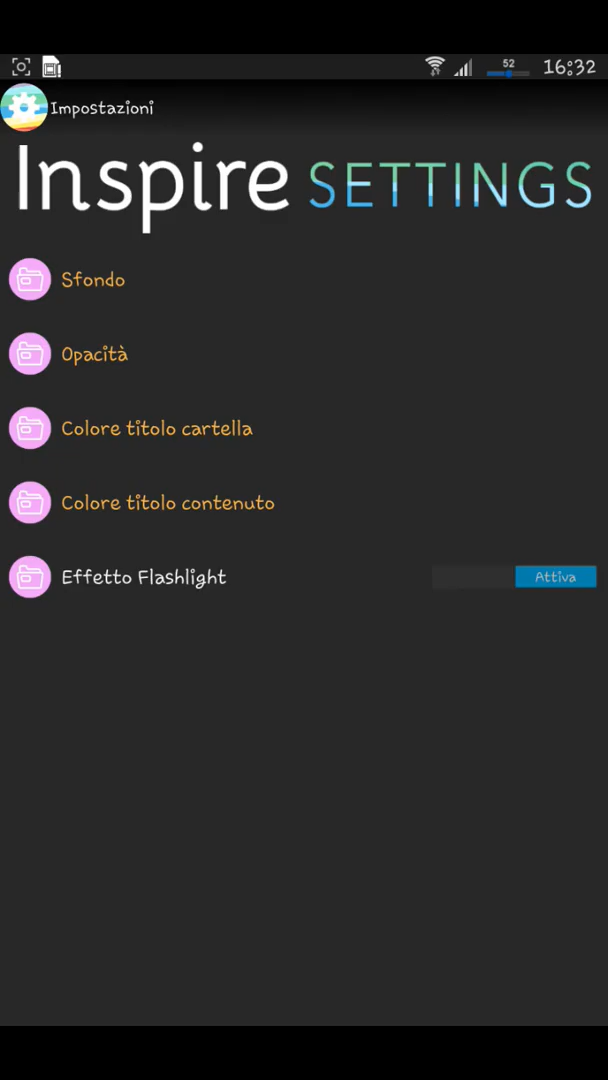 52 16:32
Impostazioni
Inspire SETTINGS
Sfondo
Opacità
Colore titolo cartella
Colore titolo contenuto
Effetto Flashlight Attiva